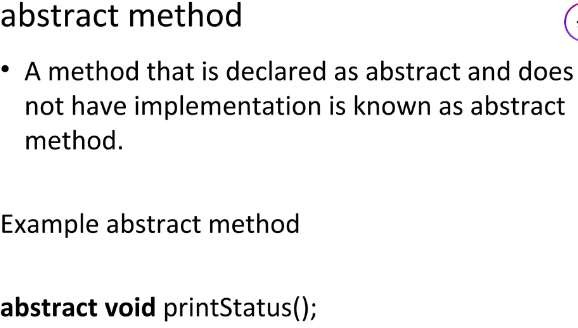 abstract method
• A method that is declared as abstract and does
not have implementation is known as abstract
method.
Example abstract method
abstract void printStatus();